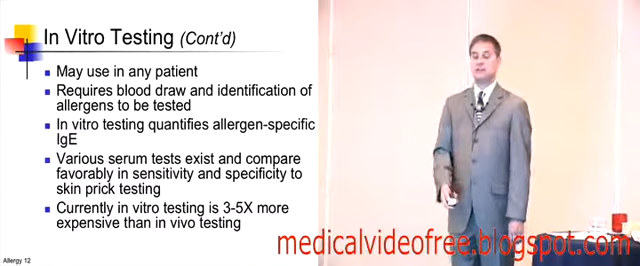 In Vitro Testing (Cont'd)
May use in any patient
Requires blood draw and identification of
allergens to be tested
In vitro testing quantifies allergen-specific
IgE
Various serum tests exist and compare
favorably in sensitivity and specificity to
skin prick testing
Currently in vitro testing is 3-5X more
expensive than in vivo testing
Allergy 12
medicalvideofree.blogspot.com